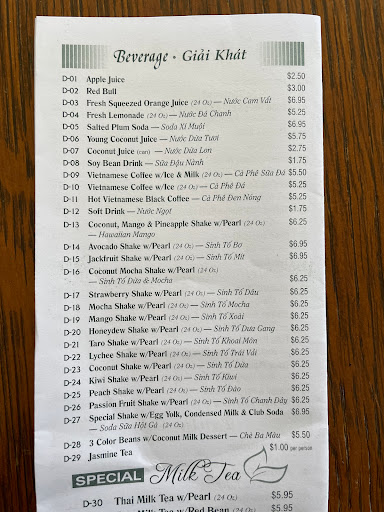 Beverage • Giải Khát
D-01 Apple Juice $2.50
D-02 Red Bull $3.00
D-03 Fresh Squeezed Orange Juice (24 Oz) — Nước Cam Vắt $6.95
D-04 Fresh Lemonade (24 Oz) — Nước Đá Chanh $5.25
D-05 Salted Plum Soda — Soda Xí Muội $5.25
D-06 Young Coconut Juice — Nước Dừa Tươi $5.75
D-07 Coconut Juice (can) — Nước Dừa Lon $2.75
D-08 Soy Bean Drink — Sữa Đậu Nành $1.75
D-09 Vietnamese Coffee w/Ice & Milk (24 Oz) — Cà Phê Sữa Đá $5.50
D-10 Vietnamese Coffee w/Ice (24 Oz) — Cà Phê Đá $5.25
D-11 Hot Vietnamese Black Coffee — Cà Phê Đen Nóng $5.25
D-12 Soft Drink — Nước Ngọt $1.75
D-13 Coconut, Mango & Pineapple Shake w/Pearl (24 Oz) $6.25
— Hawaiian Mango
D-14 Avocado Shake w/Pearl (24 Oz) — Sinh Tố Bơ $6.95
D-15 Jackfruit Shake w/Pearl (24 Oz) — Sinh Tố Mít $6.95
D-16 Coconut Mocha Shake w/Pearl (24 Oz)
— Sinh Tố Dừa & Mocha $6.25
D-17 Strawberry Shake w/Pearl (24 Oz) — Sinh Tố Dâu $6.25
D-18 Mocha Shake w/Pearl (24 Oz) — Sinh Tố Mocha $6.25
D-19 Mango Shake w/Pearl (24 Oz) — Sinh Tố Xoài $6.25
D-20 Honeydew Shake w/Pearl (24 Oz) — Sinh Tố Dưa Gang $6.25
D-21 Taro Shake w/Pearl (24 Oz) — Sinh Tố Khoai Môn $6.25
D-22 Lychee Shake w/Pearl (24 Oz) — Sinh Tố Trái Vải $6.25
D-23 Coconut Shake w/Pearl (24 Oz) — Sinh Tố Dừa $6.25
D-24 Kiwi Shake w/Pearl (24 Oz) — Sinh Tố Kiwi $6.25
D-25 Peach Shake w/Pearl (24 Oz) — Sinh Tố Đào $6.25
D-26 Passion Fruit Shake w/Pearl (24 Oz) — Sinh Tố Chanh Dây $6.25
D-27 Special Shake w/Egg Yolk, Condensed Milk & Club Soda $6.95
— Soda Sữa Hột Gà (24 Oz)
D-28 3 Color Beans w/Coconut Milk Dessert — Chè Ba Màu $5.50
D-29 Jasmine Tea $1.00 per person
SPECIAL Milk Tea
D-30 Thai Milk Tea w/Pearl (24 Oz) $5.95
Milk Tea w/Red Bean (24 Oz) $5.95